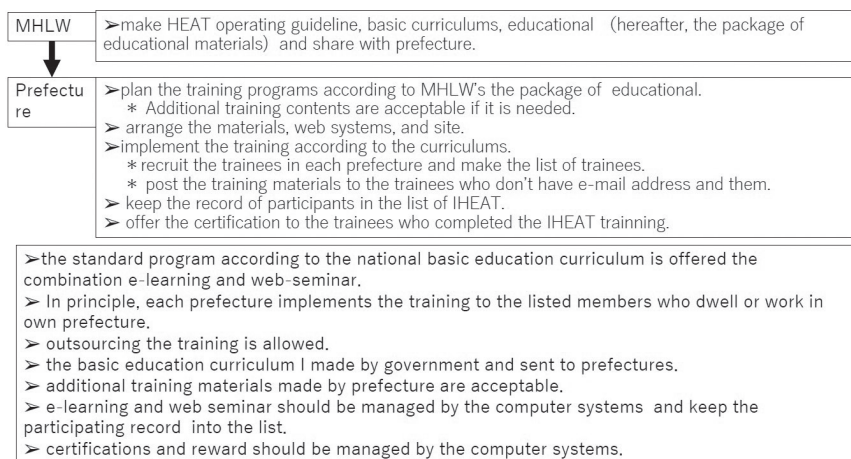 MHLW
➢make HEAT operating guideline, basic curriculums, educational （hereafter, the package of
educational materials) and share with prefecture.
Prefectu
re
➢plan the training programs according to MHLW's the package of educational.
＊ Additional training contents are acceptable if it is needed.
➢ arrange the materials, web systems, and site.
➢implement the training according to the curriculums.
＊recruit the trainees in each prefecture and make the list of trainees.
＊ post the training materials to the trainees who don't have e-mail address and them.
➢ keep the record of participants in the list of IHEAT.
➢ offer the certification to the trainees who completed the IHEAT trainning.
➢the standard program according to the national basic education curriculum is offered the
combination e-learning and web-seminar.
➢ In principle, each prefecture implements the training to the listed members who dwell or work in
own prefecture.
➢ outsourcing the training is allowed.
➢ the basic education curriculum I made by government and sent to prefectures.
➢ additional training materials made by prefecture are acceptable.
➢ e-learning and web seminar should be managed by the computer systems and keep the
participating record into the list.
➢ certifications and reward should be managed by the computer systems.